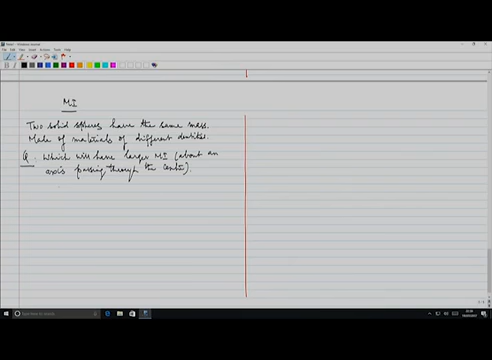 MI
Two solid spheres have the same mass.
Made of materials of different densities.
Q. Which will have larger MI (about an
axis passing through the centre).